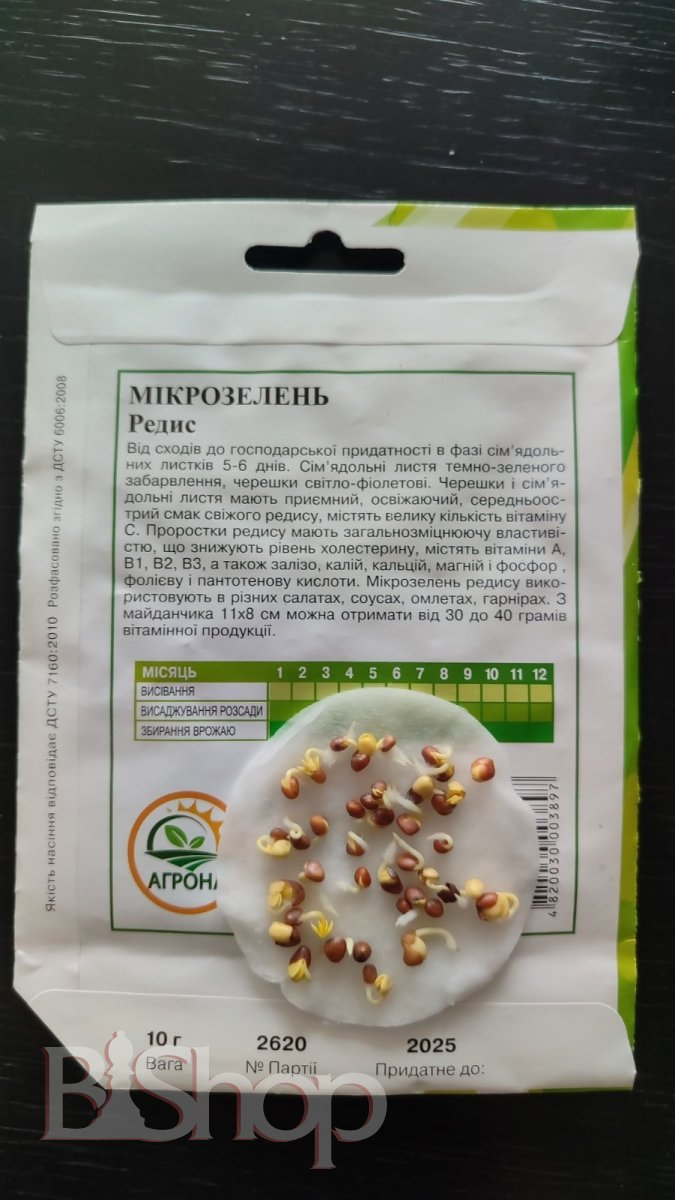 МІКРОЗЕЛЕНЬ
Редис
Від сходів до господарської придатності в фазі сім'ядоль-
них листків 5-6 днів. Сім'ядольні листя темно-зеленого
забарвлення, черешки світло-фіолетові. Черешки і сім'я-
дольні листя мають приємний, освіжаючий, середньоос-
трий смак свіжого редису, містять велику кількість вітаміну
С. Проростки редису мають загальнозміцнюючу властиві-
стю, що знижують рівень холестерину, містять вітаміни А,
В1, В2, В3, а також залізо, калій, кальцій, магній і фосфор ,
фолієву і пантотенову кислоти. Мікрозелень редису вико-
ристовують в різних салатах, соусах, омлетах, гарнірах. З
майданчика 11х8 см можна отримати від 30 до 40 грамів
вітамінної продукції.
МІСЯЦЬ 1 2 3 4 5 6 7 8 9 10 11 12
ВИСІВАННЯ
ВИСАДЖУВАННЯ РОЗСАДИ
ЗБИРАННЯ ВРОЖАЮ
Якість насіння відповідає ДСТУ 7160:2010 Розфасовано згідно з ДСТУ 6006:2008
АГРОНА
4820030003897
10 г 2620 2025
Вага № Партії Придатне до:
BiShop